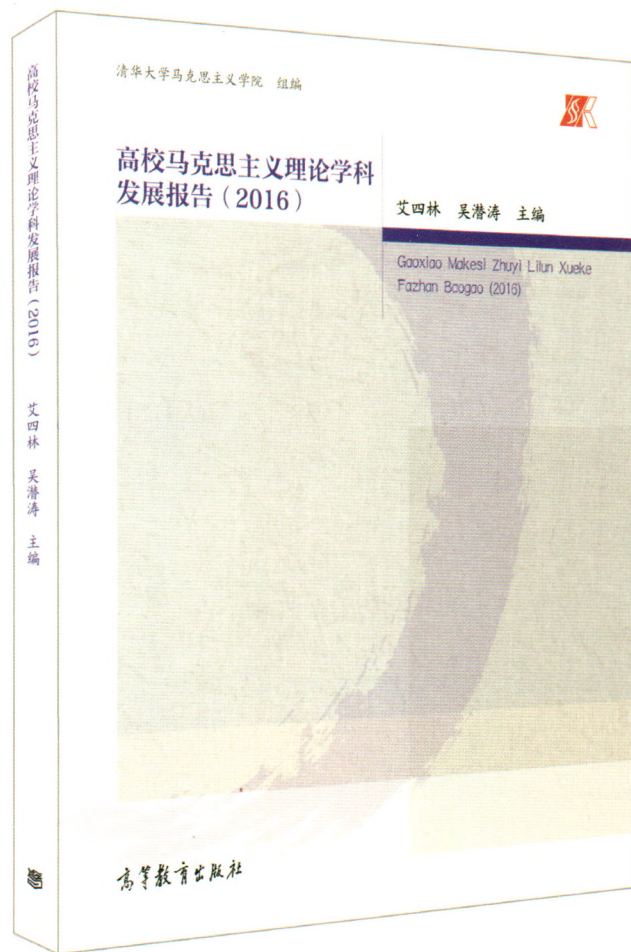 清华大学马克思主义学院 组编
高校马克思主义理论学科
发展报告（2016）
艾四林 吴潜涛 主编
Gaoxiao Makesi Zhuyi Lilun Xueke
Fazhan Baogao (2016)
高等教育出版社
高校马克思主义理论学科发展报告（2016） 艾四林 吴潜涛 主编